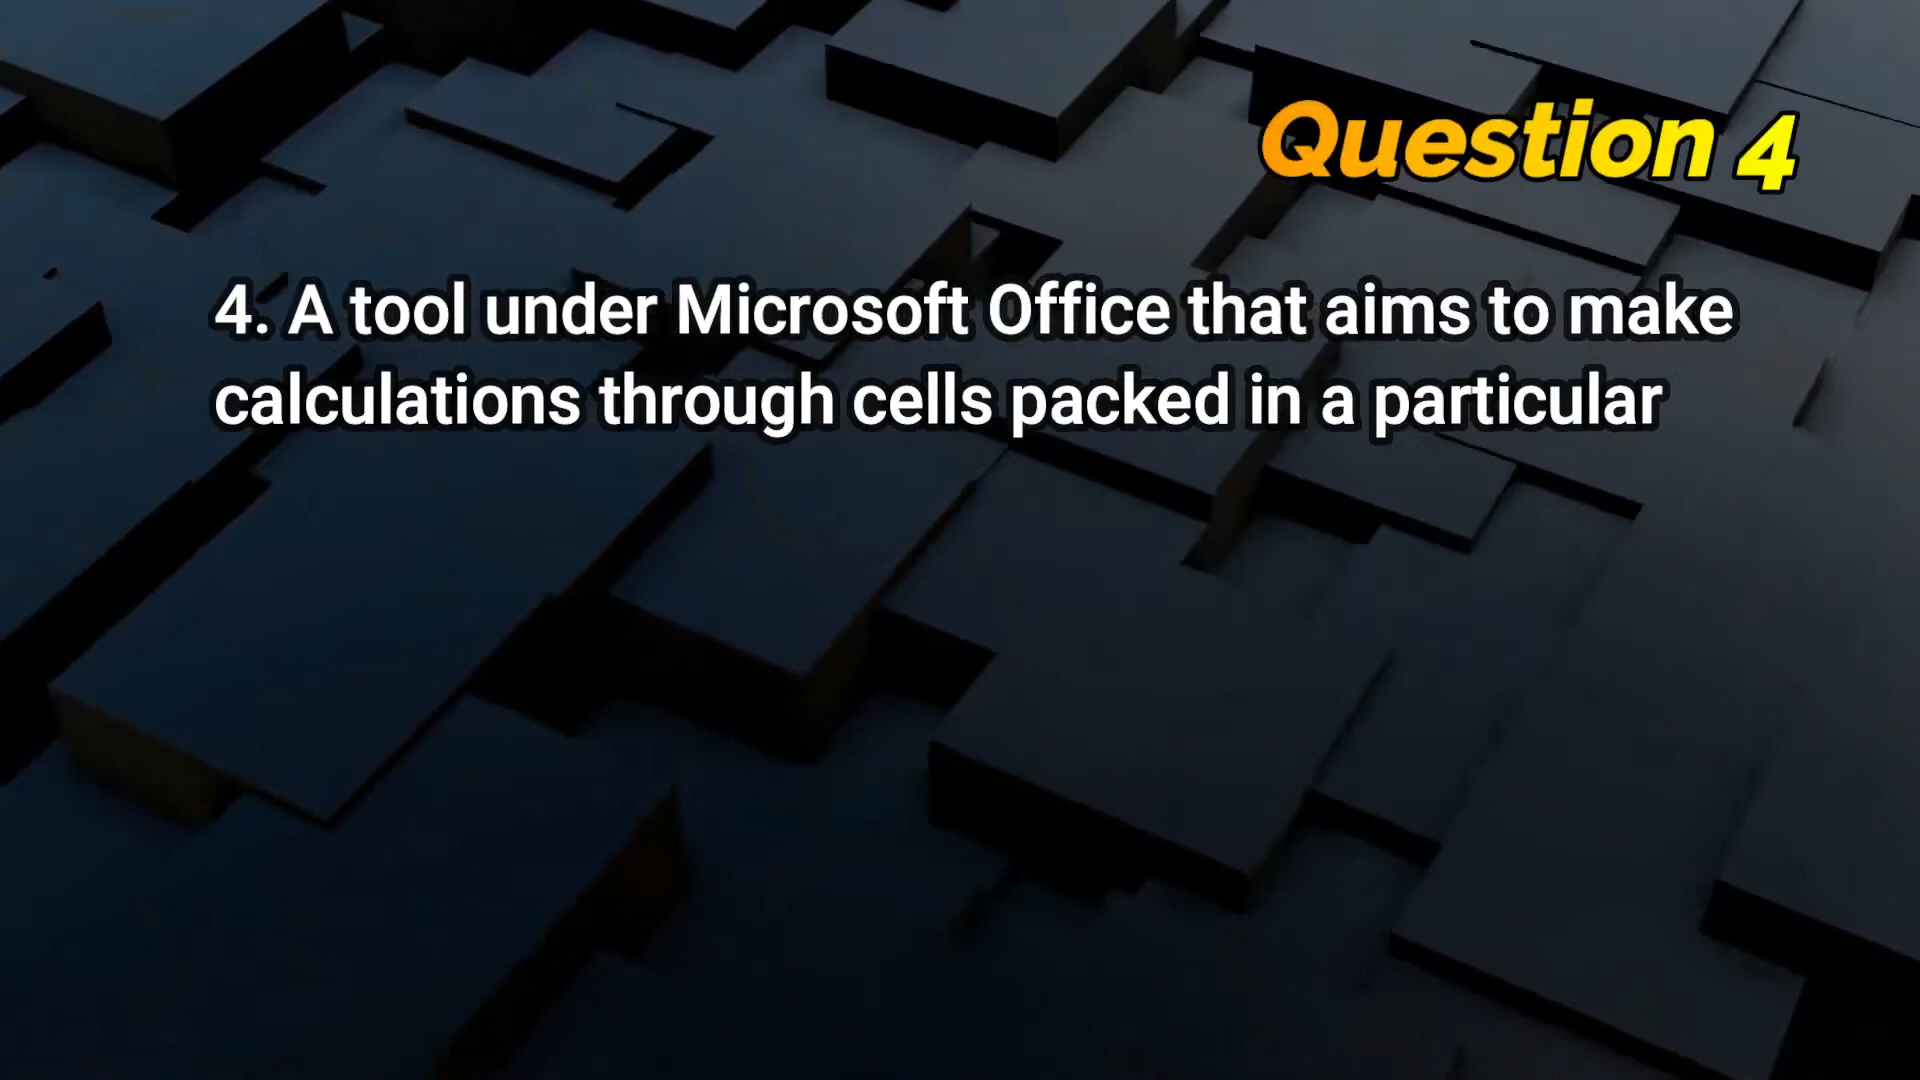 Question 4
4. A tool under Microsoft Office that aims to make
calculations through cells packed in a particular